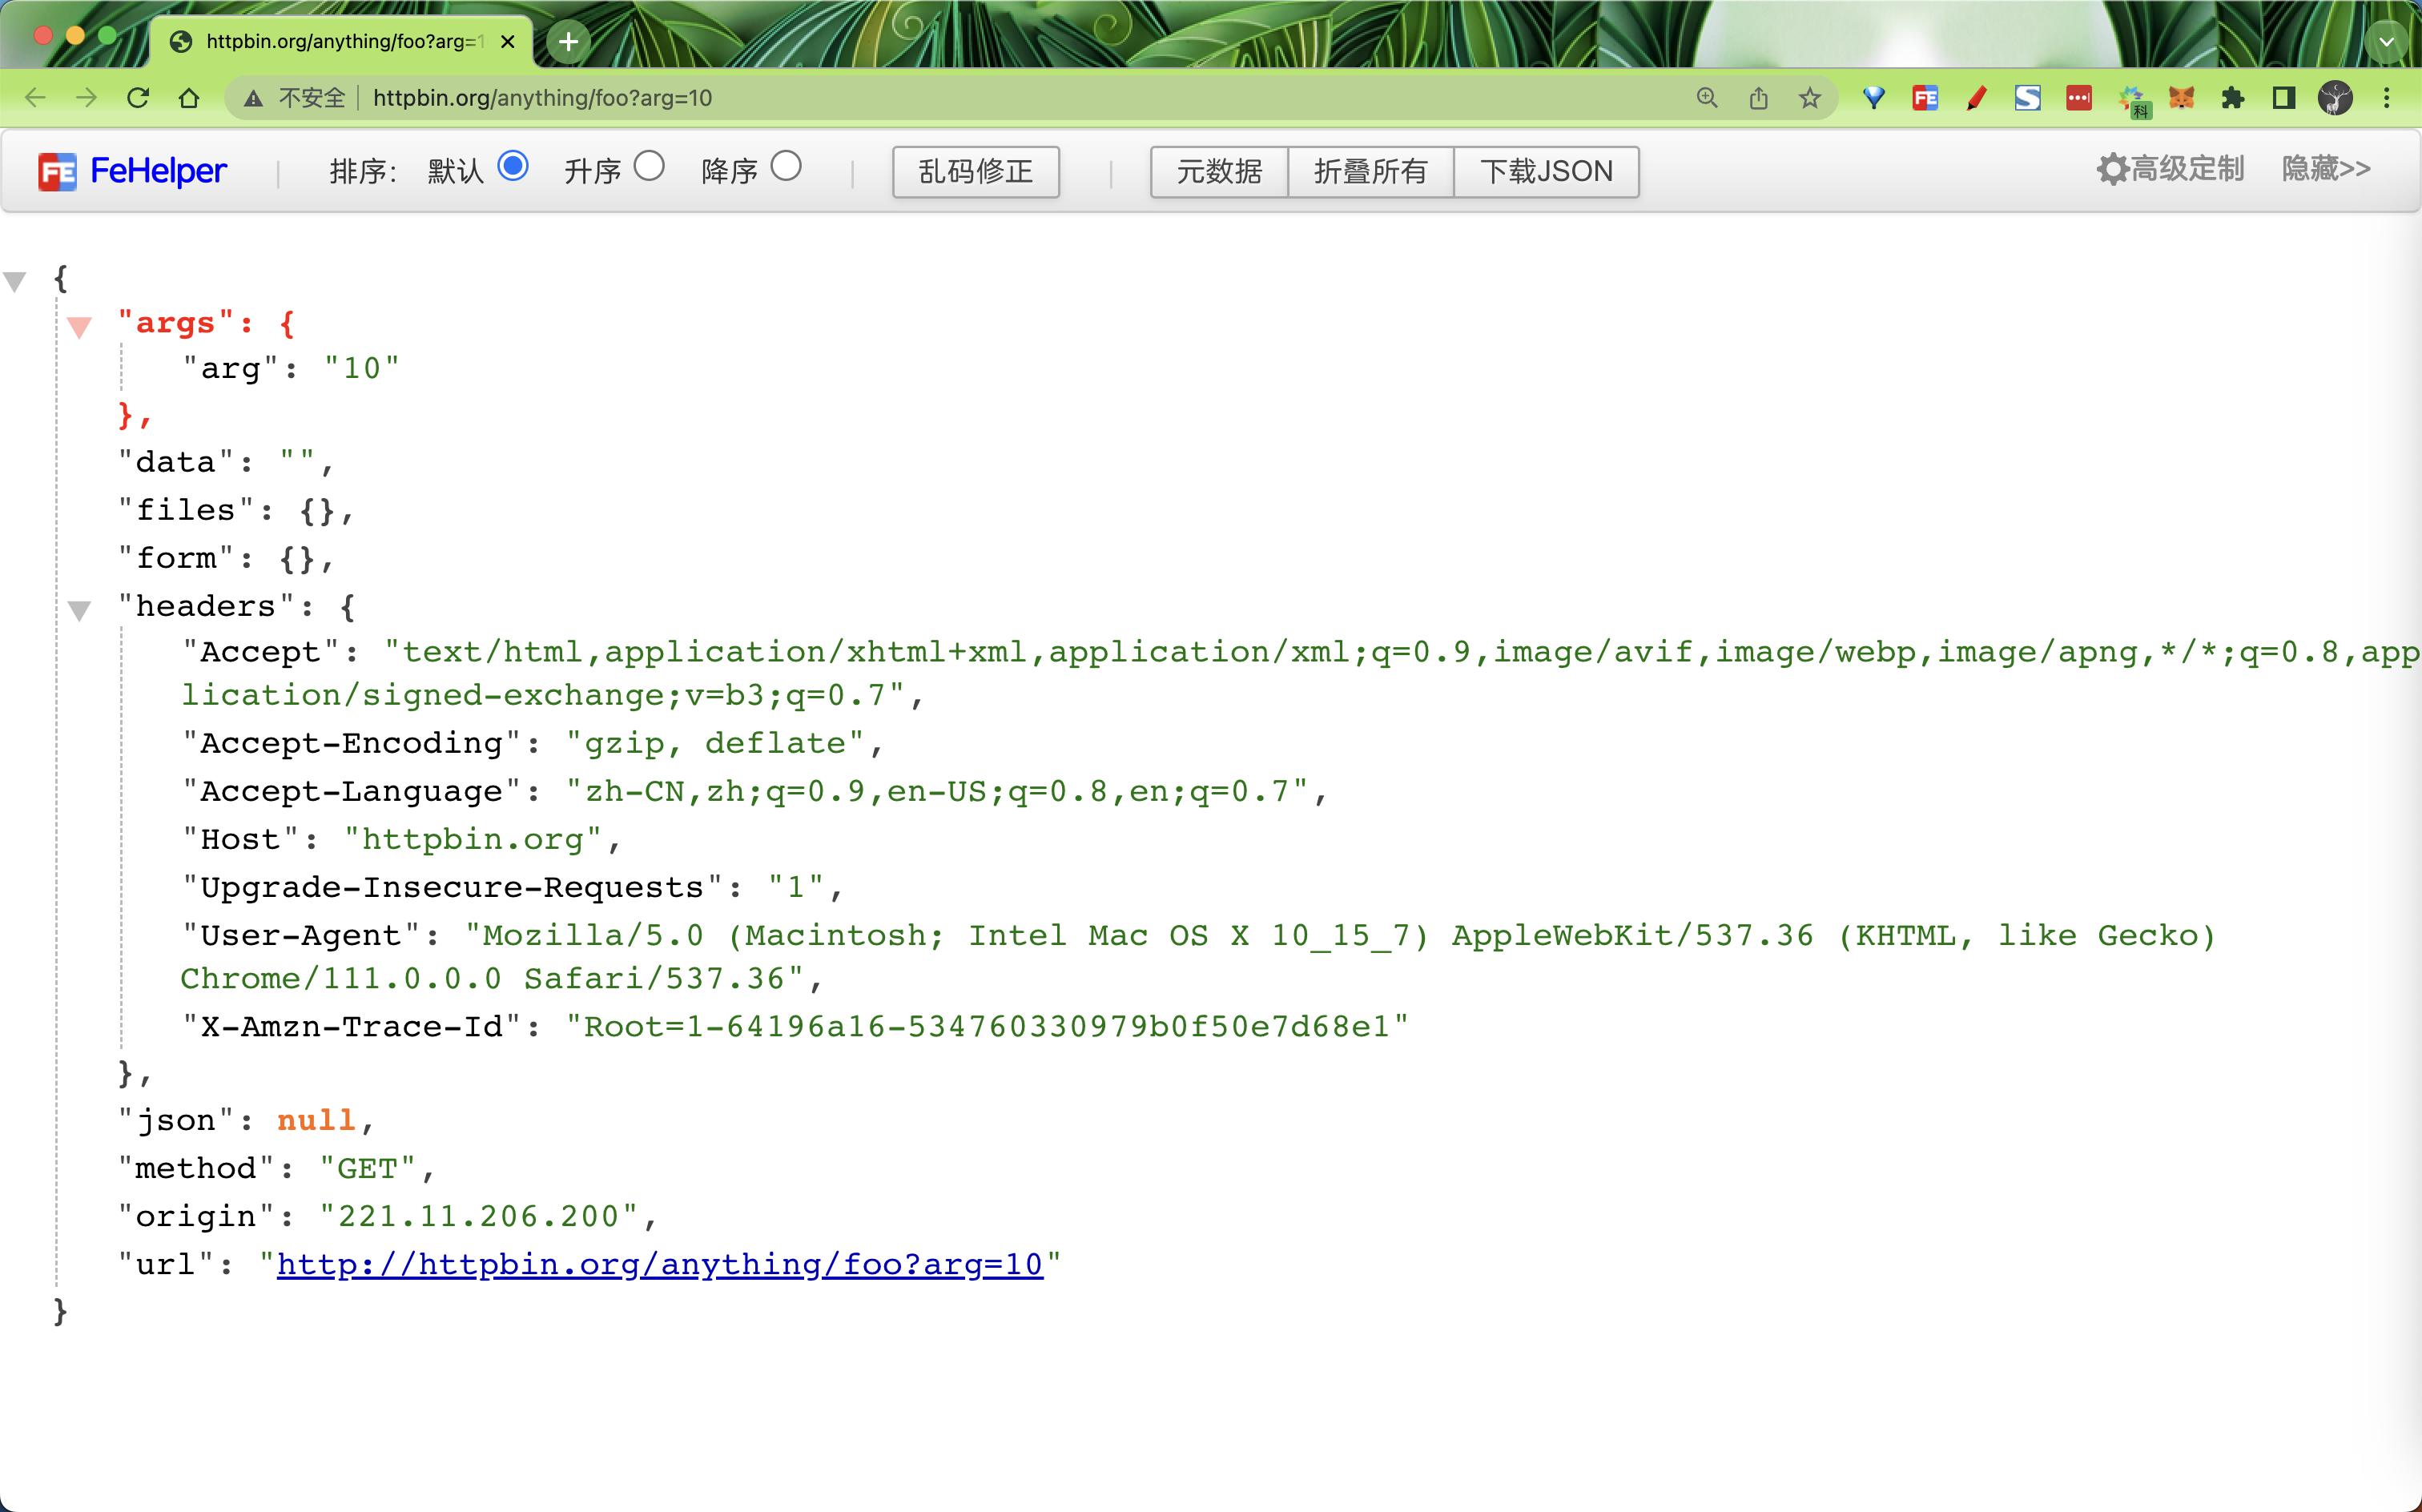 httpbin.org/anything/foo?arg=1
不安全 httpbin.org/anything/foo?arg=10
FE
科
FE FeHelper 排序: 默认 升序 降序 乱码修正 元数据 折叠所有 下载JSON 高级定制 隐藏>>
{
"args": {
"arg": "10"
},
"data": "",
"files": {},
"form": {},
"headers": {
"Accept": "text/html,application/xhtml+xml,application/xml;q=0.9,image/avif,image/webp,image/apng,*/*;q=0.8,app
lication/signed-exchange;v=b3;q=0.7",
"Accept-Encoding": "gzip, deflate",
"Accept-Language": "zh-CN,zh;q=0.9,en-US;q=0.8,en;q=0.7",
"Host": "httpbin.org",
"Upgrade-Insecure-Requests": "1",
"User-Agent": "Mozilla/5.0 (Macintosh; Intel Mac OS X 10_15_7) AppleWebKit/537.36 (KHTML, like Gecko)
Chrome/111.0.0.0 Safari/537.36",
"X-Amzn-Trace-Id": "Root=1-64196a16-534760330979b0f50e7d68e1"
},
"json": null,
"method": "GET",
"origin": "221.11.206.200",
"url": "http://httpbin.org/anything/foo?arg=10"
}